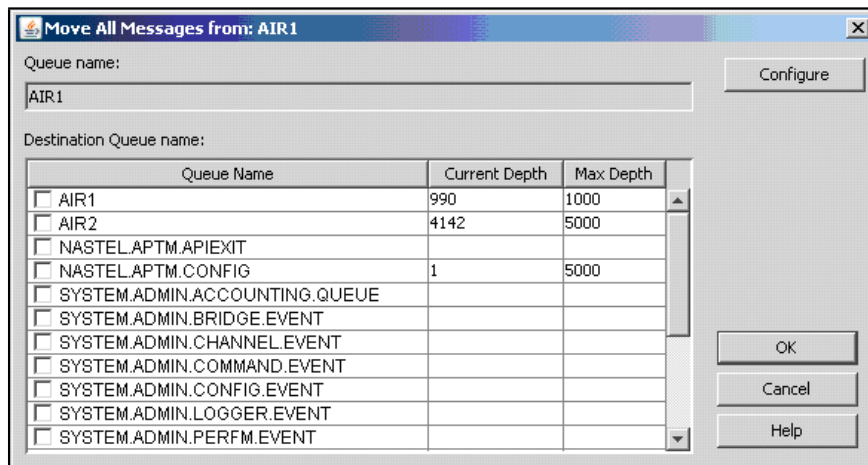 Move All Messages from: AIR1
Queue name:
Configure
AIR1
Destination Queue name:
Queue Name Current Depth Max Depth
AIR1 990 1000
AIR2 4142 5000
NASTEL.APTM.APIEXIT
NASTEL.APTM.CONFIG 1 5000
SYSTEM.ADMIN.ACCOUNTING.QUEUE
SYSTEM.ADMIN.BRIDGE.EVENT
SYSTEM.ADMIN.CHANNEL.EVENT
OK
SYSTEM.ADMIN.COMMAND.EVENT
SYSTEM.ADMIN.CONFIG.EVENT
Cancel
SYSTEM.ADMIN.LOGGER.EVENT
SYSTEM.ADMIN.PERFM.EVENT
Help